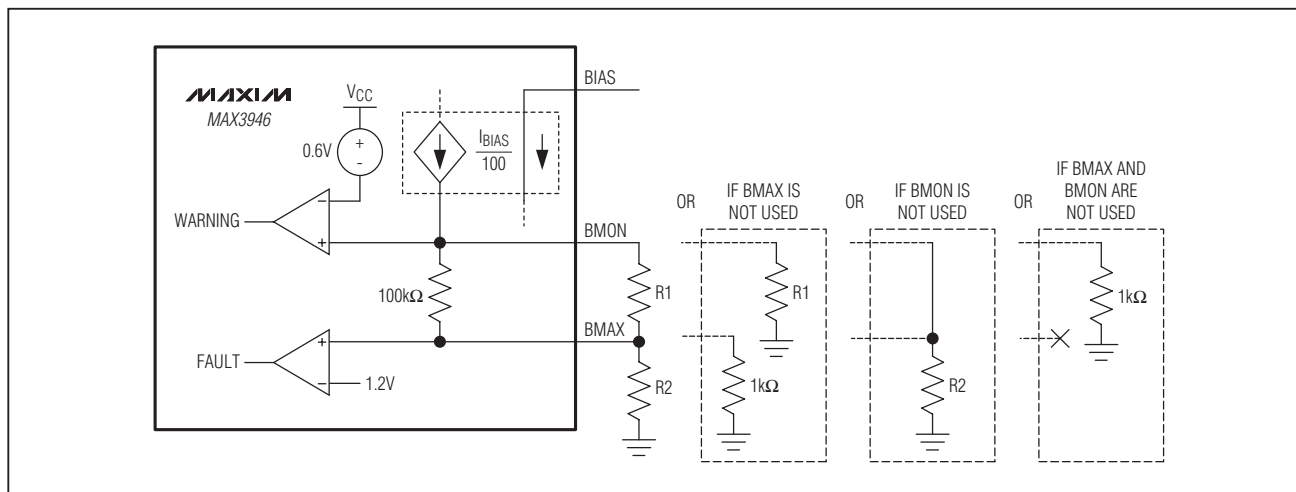 MAXIM
MAX3946
VCC
0.6V
+
-
IBIAS
100
BIAS
WARNING
-
+
BMON
100kΩ
R1
BMAX
FAULT
+
-
1.2V
R2
OR
IF BMAX IS
NOT USED
R1
1kΩ
OR
IF BMON IS
NOT USED
R2
OR
IF BMAX AND
BMON ARE
NOT USED
1kΩ